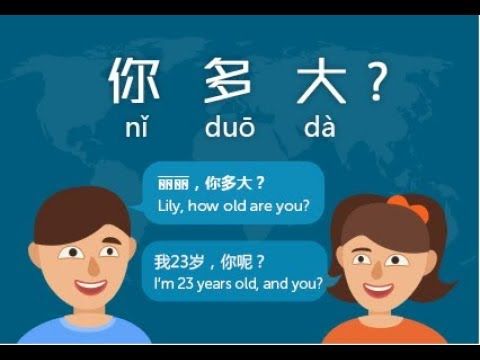 你多大?
nǐ duō dà
丽丽，你多大？
Lily, how old are you?
我23岁，你呢？
I'm 23 years old, and you?